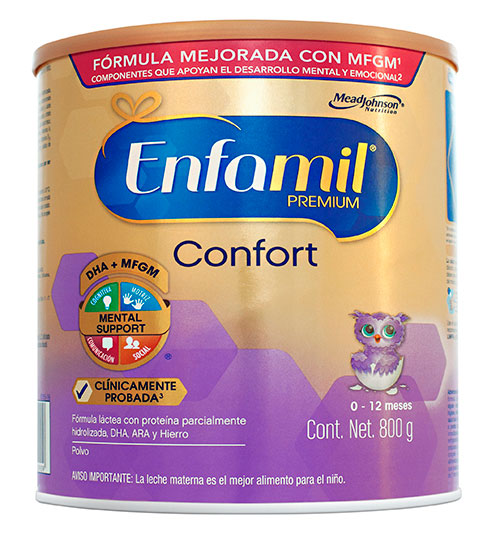 FÓRMULA MEJORADA CON MFGM¹
COMPONENTES QUE APOYAN EL DESARROLLO MENTAL Y EMOCIONAL²
MeadJohnson®
Nutrition
Enfamil®
PREMIUM
Confort
DHA + MFGM
COGNITIVA
MOTRIZ
MENTAL
SUPPORT
COMUNICACIÓN
SOCIAL
®
CLÍNICAMENTE
PROBADA³
Fórmula láctea con proteína parcialmente
hidrolizada, DHA, ARA y Hierro
Polvo
0 - 12 meses
Cont. Net. 800 g
AVISO IMPORTANTE: La leche materna es el mejor alimento para el niño.